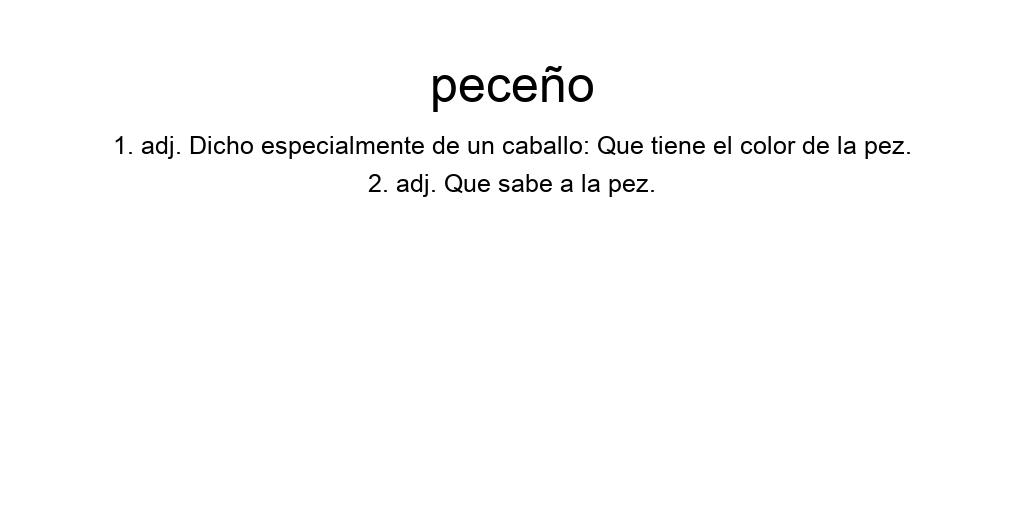 peceño
1. adj. Dicho especialmente de un caballo: Que tiene el color de la pez.
2. adj. Que sabe a la pez.